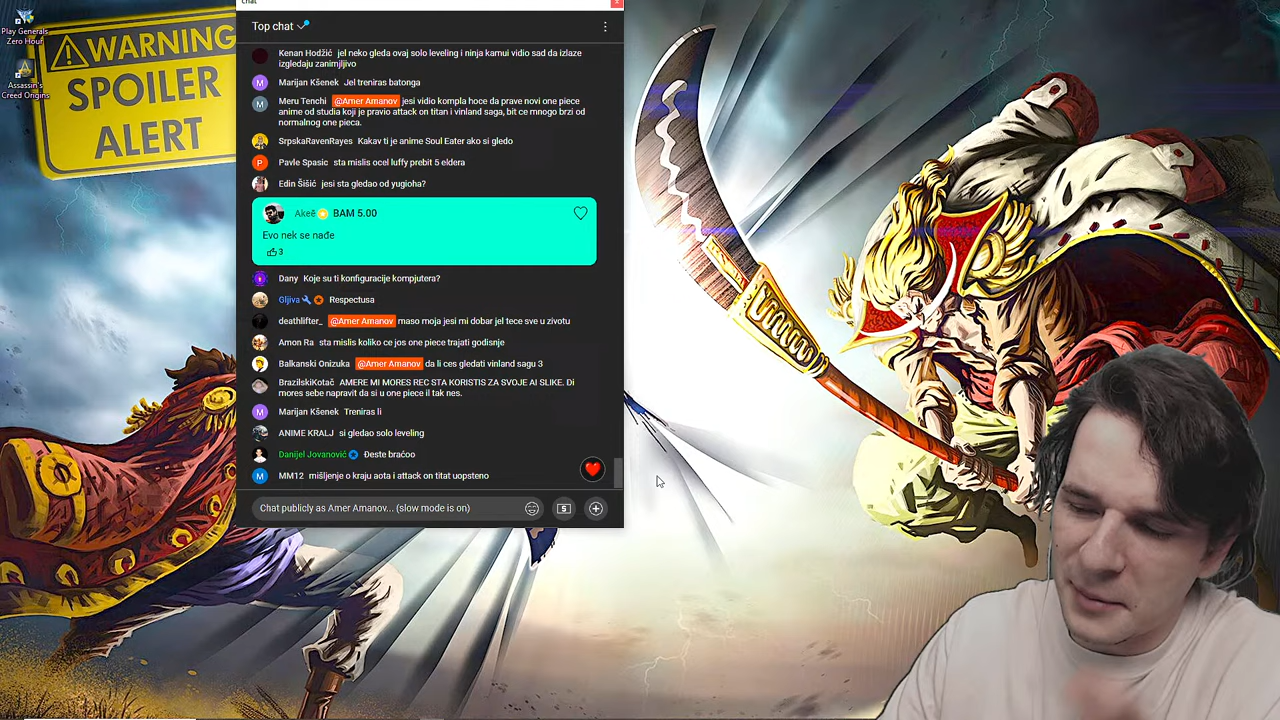 Play Generals
Zero Hour
Assassin's
Creed Origins
WARNING
SPOILER
ALERT
Chat
Top chat
Kenan Hodžić jel neko gleda ovaj solo leveling i ninja kamui vidio sad da izlaze
izgledaju zanimljivo
M Marijan Kšenek Jel treniras batonga
M Meru Tenchi @Amer Amanov jesi vidio kompla hoce da prave novi one piece
anime od studia koji je pravio attack on titan i vinland saga, bit ce mnogo brzi od
normalnog one pieca.
SrpskaRavenRayes Kakav ti je anime Soul Eater ako si gledo
P Pavle Spasic sta mislis ocel luffy prebit 5 eldera
Edin Šišić jesi sta gledao od yugioha?
Akeē BAM 5.00
Evo nek se nađe
3
Dany Koje su ti konfiguracije kompjutera?
Gljiva Respectusa
deathlifter_ @Amer Amanov maso moja jesi mi dobar jel tece sve u zivotu
Amon Ra sta mislis koliko ce jos one piece trajati godisnje
Balkanski Onizuka @Amer Amanov da li ces gledati vinland sagu 3
BrazilskiKotač AMERE MI MORES REC STA KORISTIS ZA SVOJE AI SLIKE. Di
mores sebe napravit da si u one piece il tak nes.
M Marijan Kšenek Treniras li
ANIME KRALJ si gledao solo leveling
Danijel Jovanović Đeste braćoo
M MM12 mišljenje o kraju aota i attack on titat uopsteno
Chat publicly as Amer Amanov... (slow mode is on)